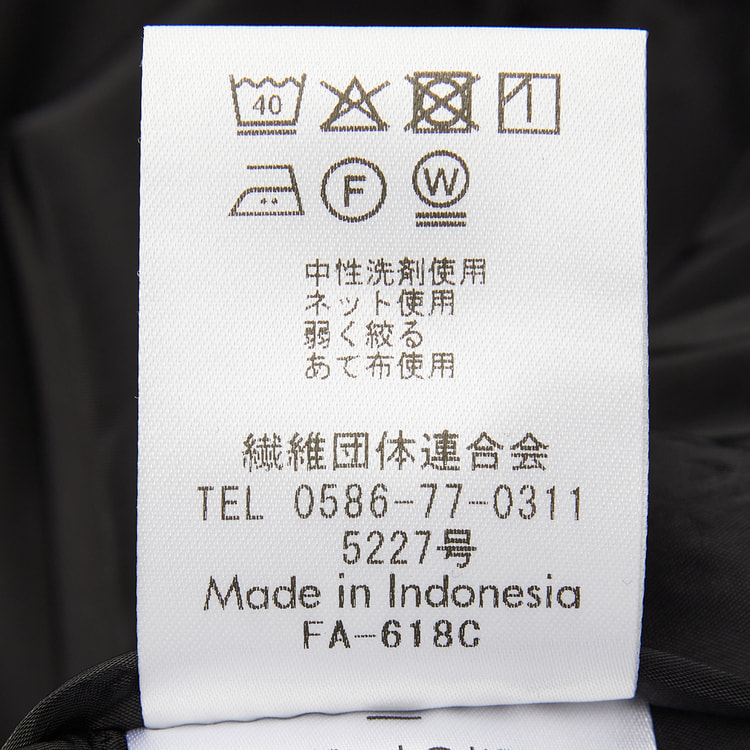 40
F
W
中性洗剤使用
ネット使用
弱く絞る
あて布使用
繊維団体連合会
TEL 0586-77-0311
5227号
Made in Indonesia
FA-618C